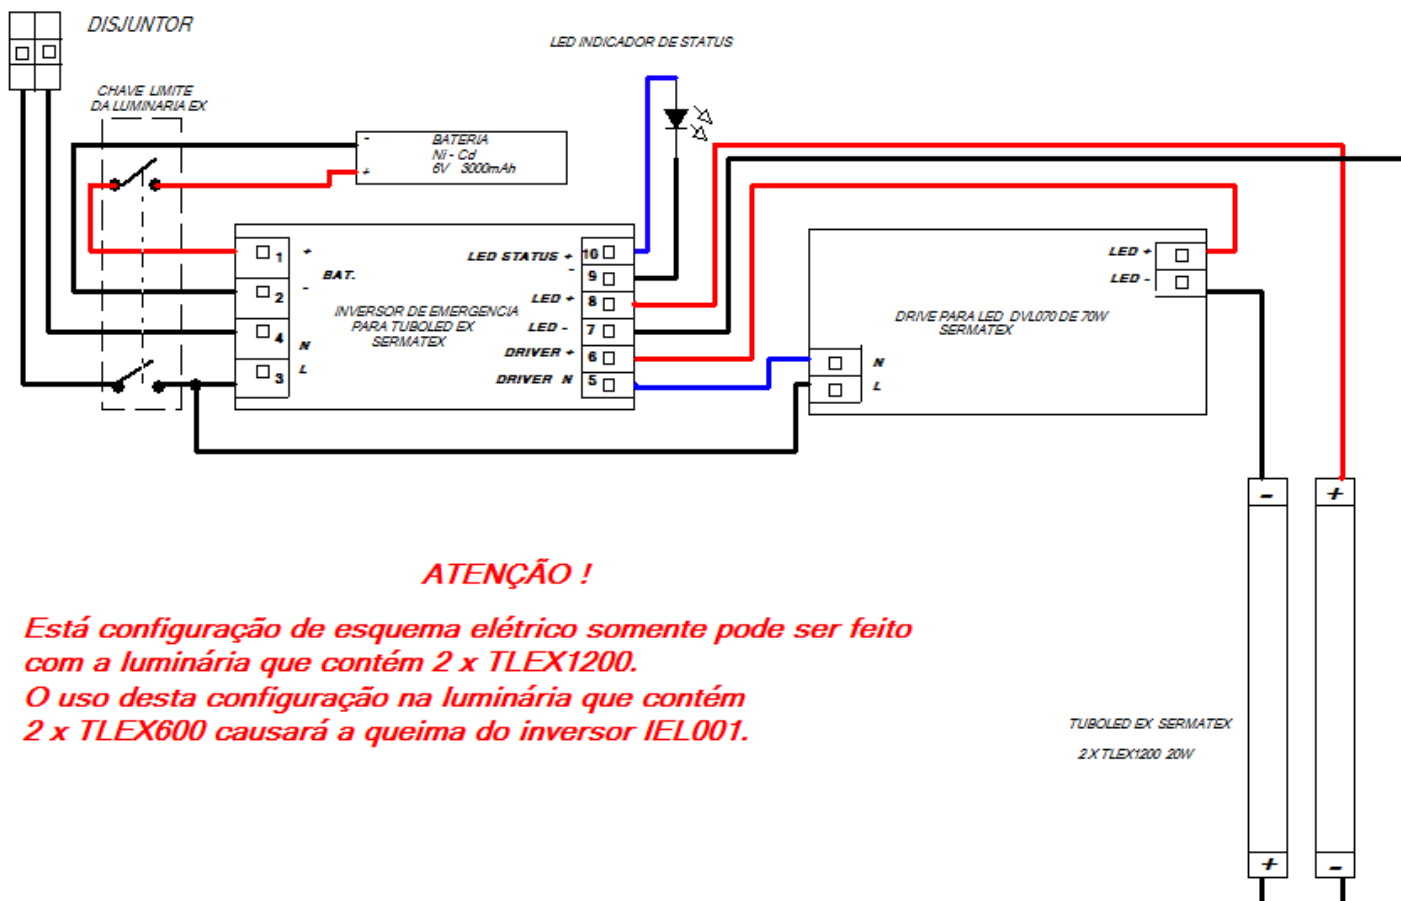 DISJUNTOR
LED INDICADOR DE STATUS
CHAVE LIMITE
DA LUMINARIA EX
- BATERIA
Ni - Cd
+ 6V 3000mAh
1 +
BAT.
2 -
4 N
3 L
INVERSOR DE EMERGENCIA
PARA TUBOLED EX
SERMATEX
LED STATUS + 10
- 9
LED + 8
LED - 7
DRIVER + 6
DRIVER N 5
LED +
LED -
DRIVE PARA LED DVL070 DE 70W
SERMATEX
N
L
- +
ATENÇÃO !
Está configuração de esquema elétrico somente pode ser feito
com a luminária que contém 2 x TLEX1200.
O uso desta configuração na luminária que contém
2 x TLEX600 causará a queima do inversor IEL001.
TUBOLED EX SERMATEX
2 X TLEX1200 20W
+ -